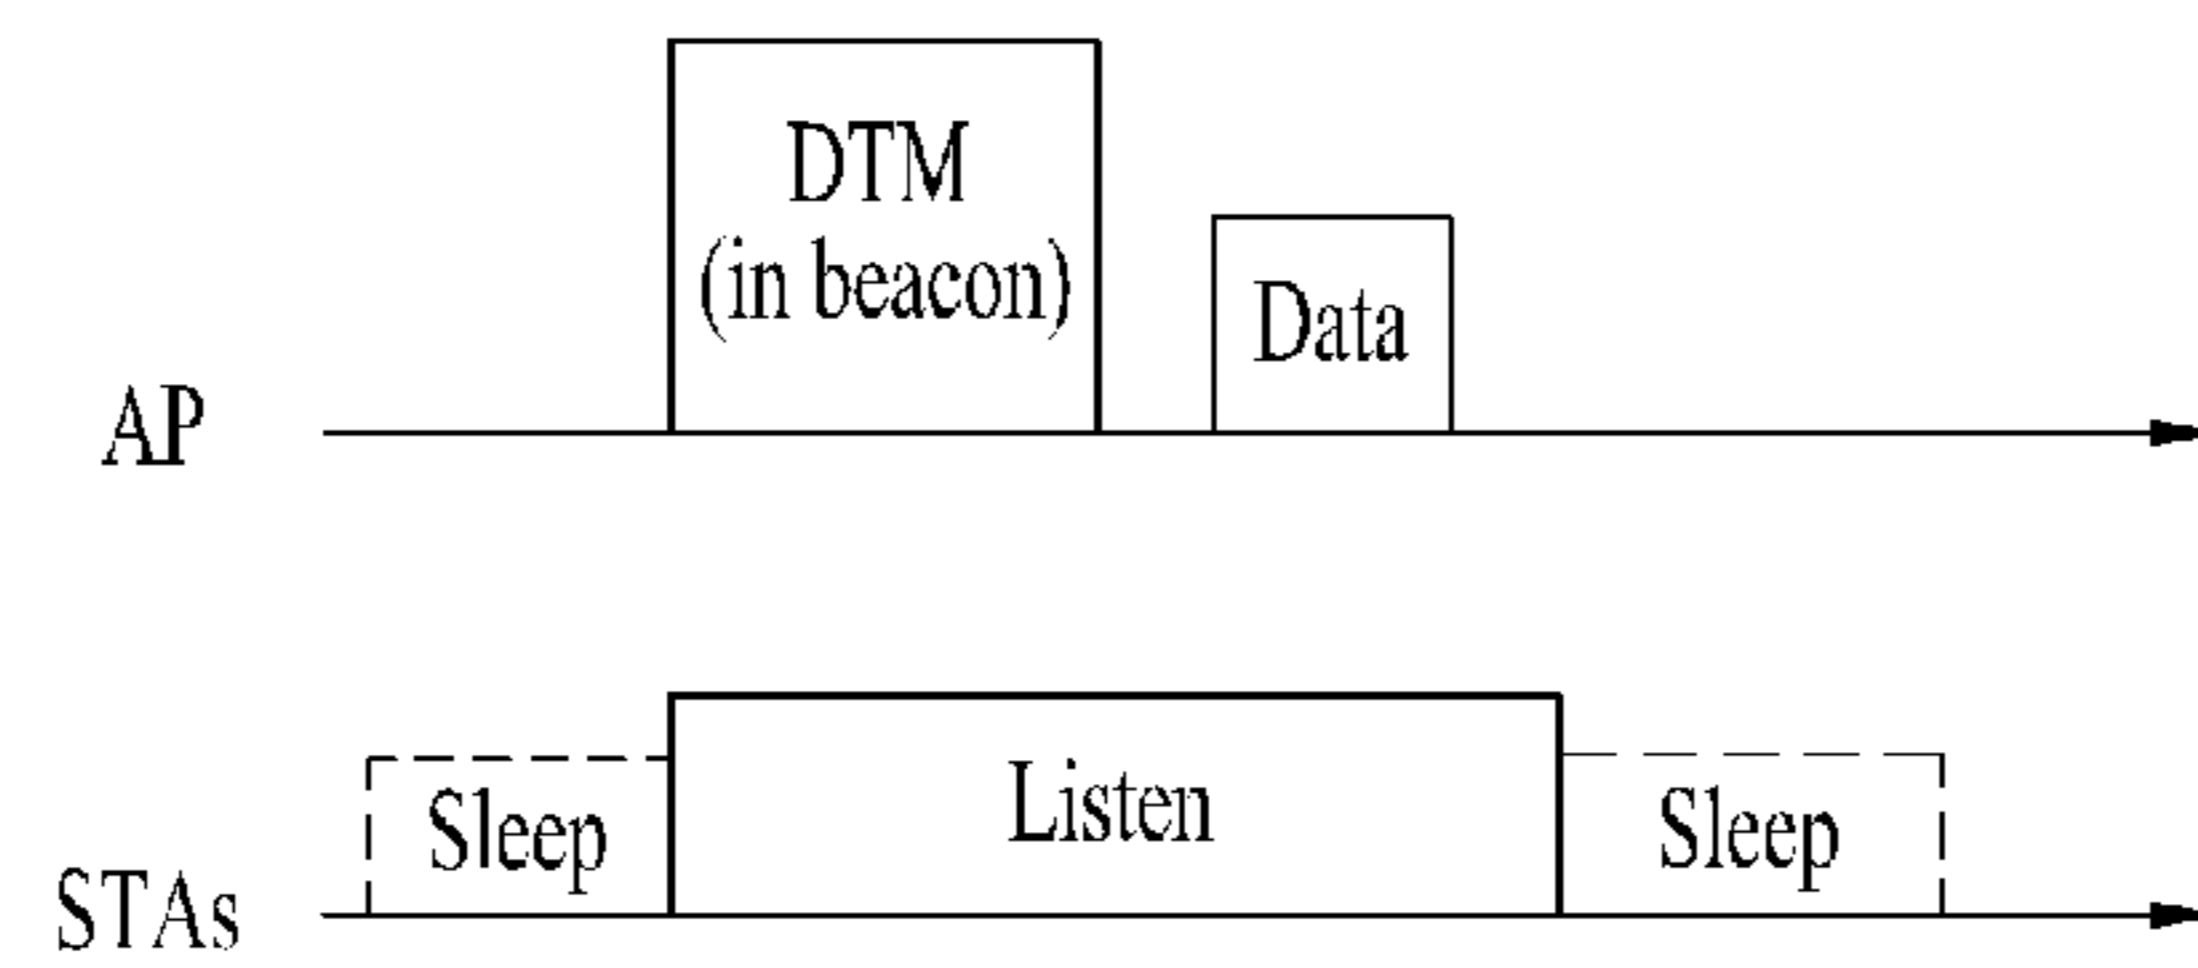 DTM
(in beacon)
Data
AP
Listen
Sleep
Sleep
STAs